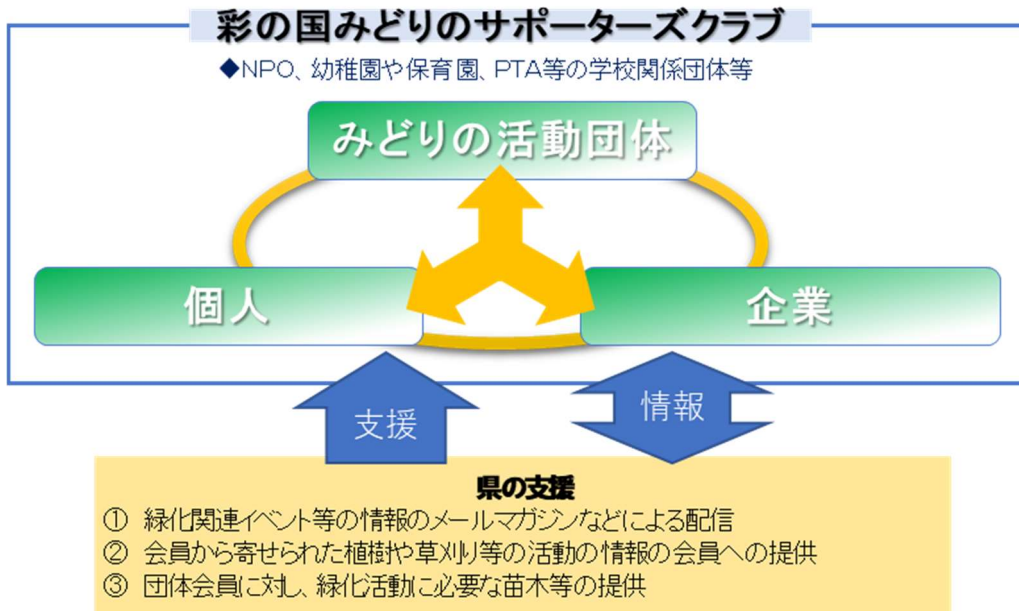 彩の国みどりのサポーターズクラブ
◆NPO、幼稚園や保育園、PTA等の学校関係団体等
みどりの活動団体
個人
企業
支援
情報
県の支援
① 緑化関連イベント等の情報のメールマガジンなどによる配信
② 会員から寄せられた植樹や草刈り等の活動の情報の会員への提供
③ 団体会員に対し、緑化活動に必要な苗木等の提供